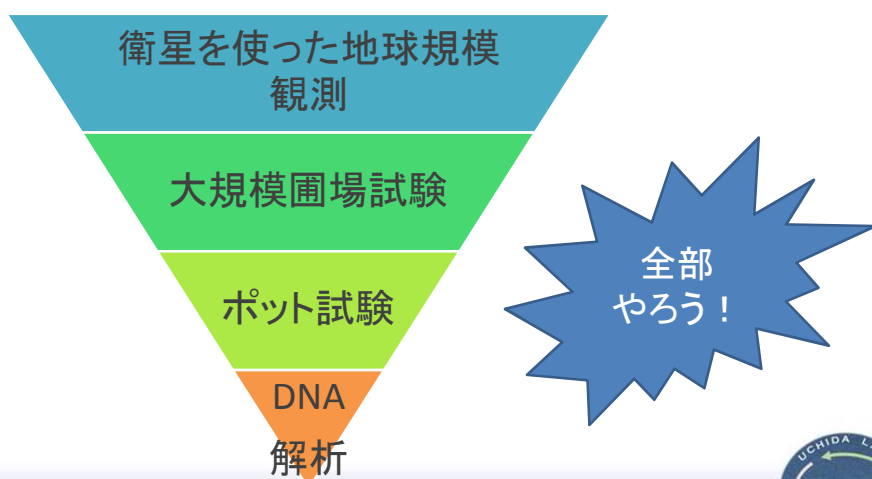 衛星を使った地球規模
観測
大規模圃場試験
ポット試験
DNA
解析
全部
やろう！
UCHIDA L